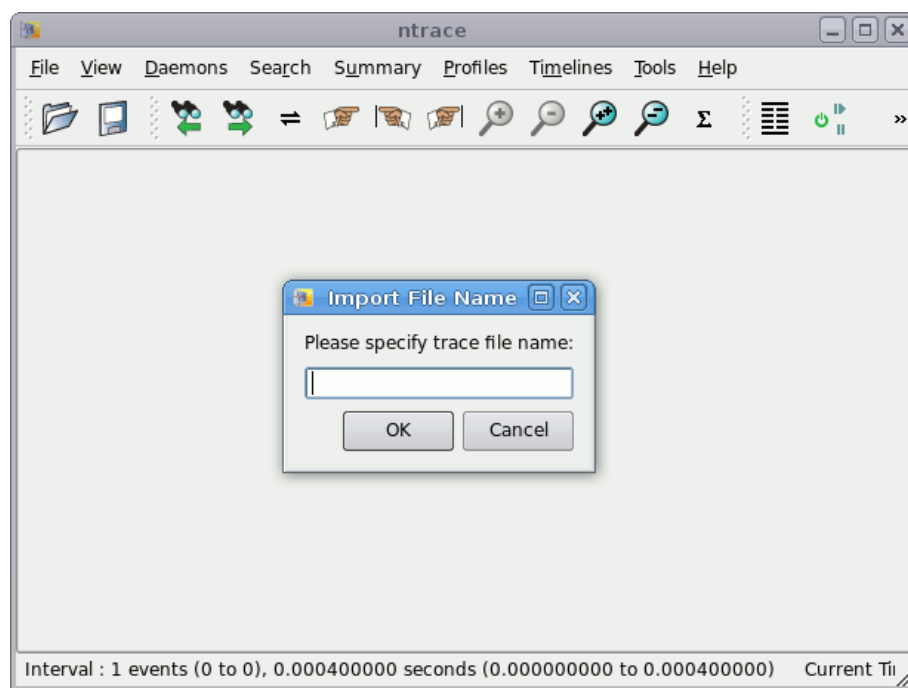 ntrace
File View Daemons Search Summary Profiles Timelines Tools Help
Σ »
Import File Name
Please specify trace file name:
OK Cancel
Interval : 1 events (0 to 0), 0.000400000 seconds (0.000000000 to 0.000400000) Current